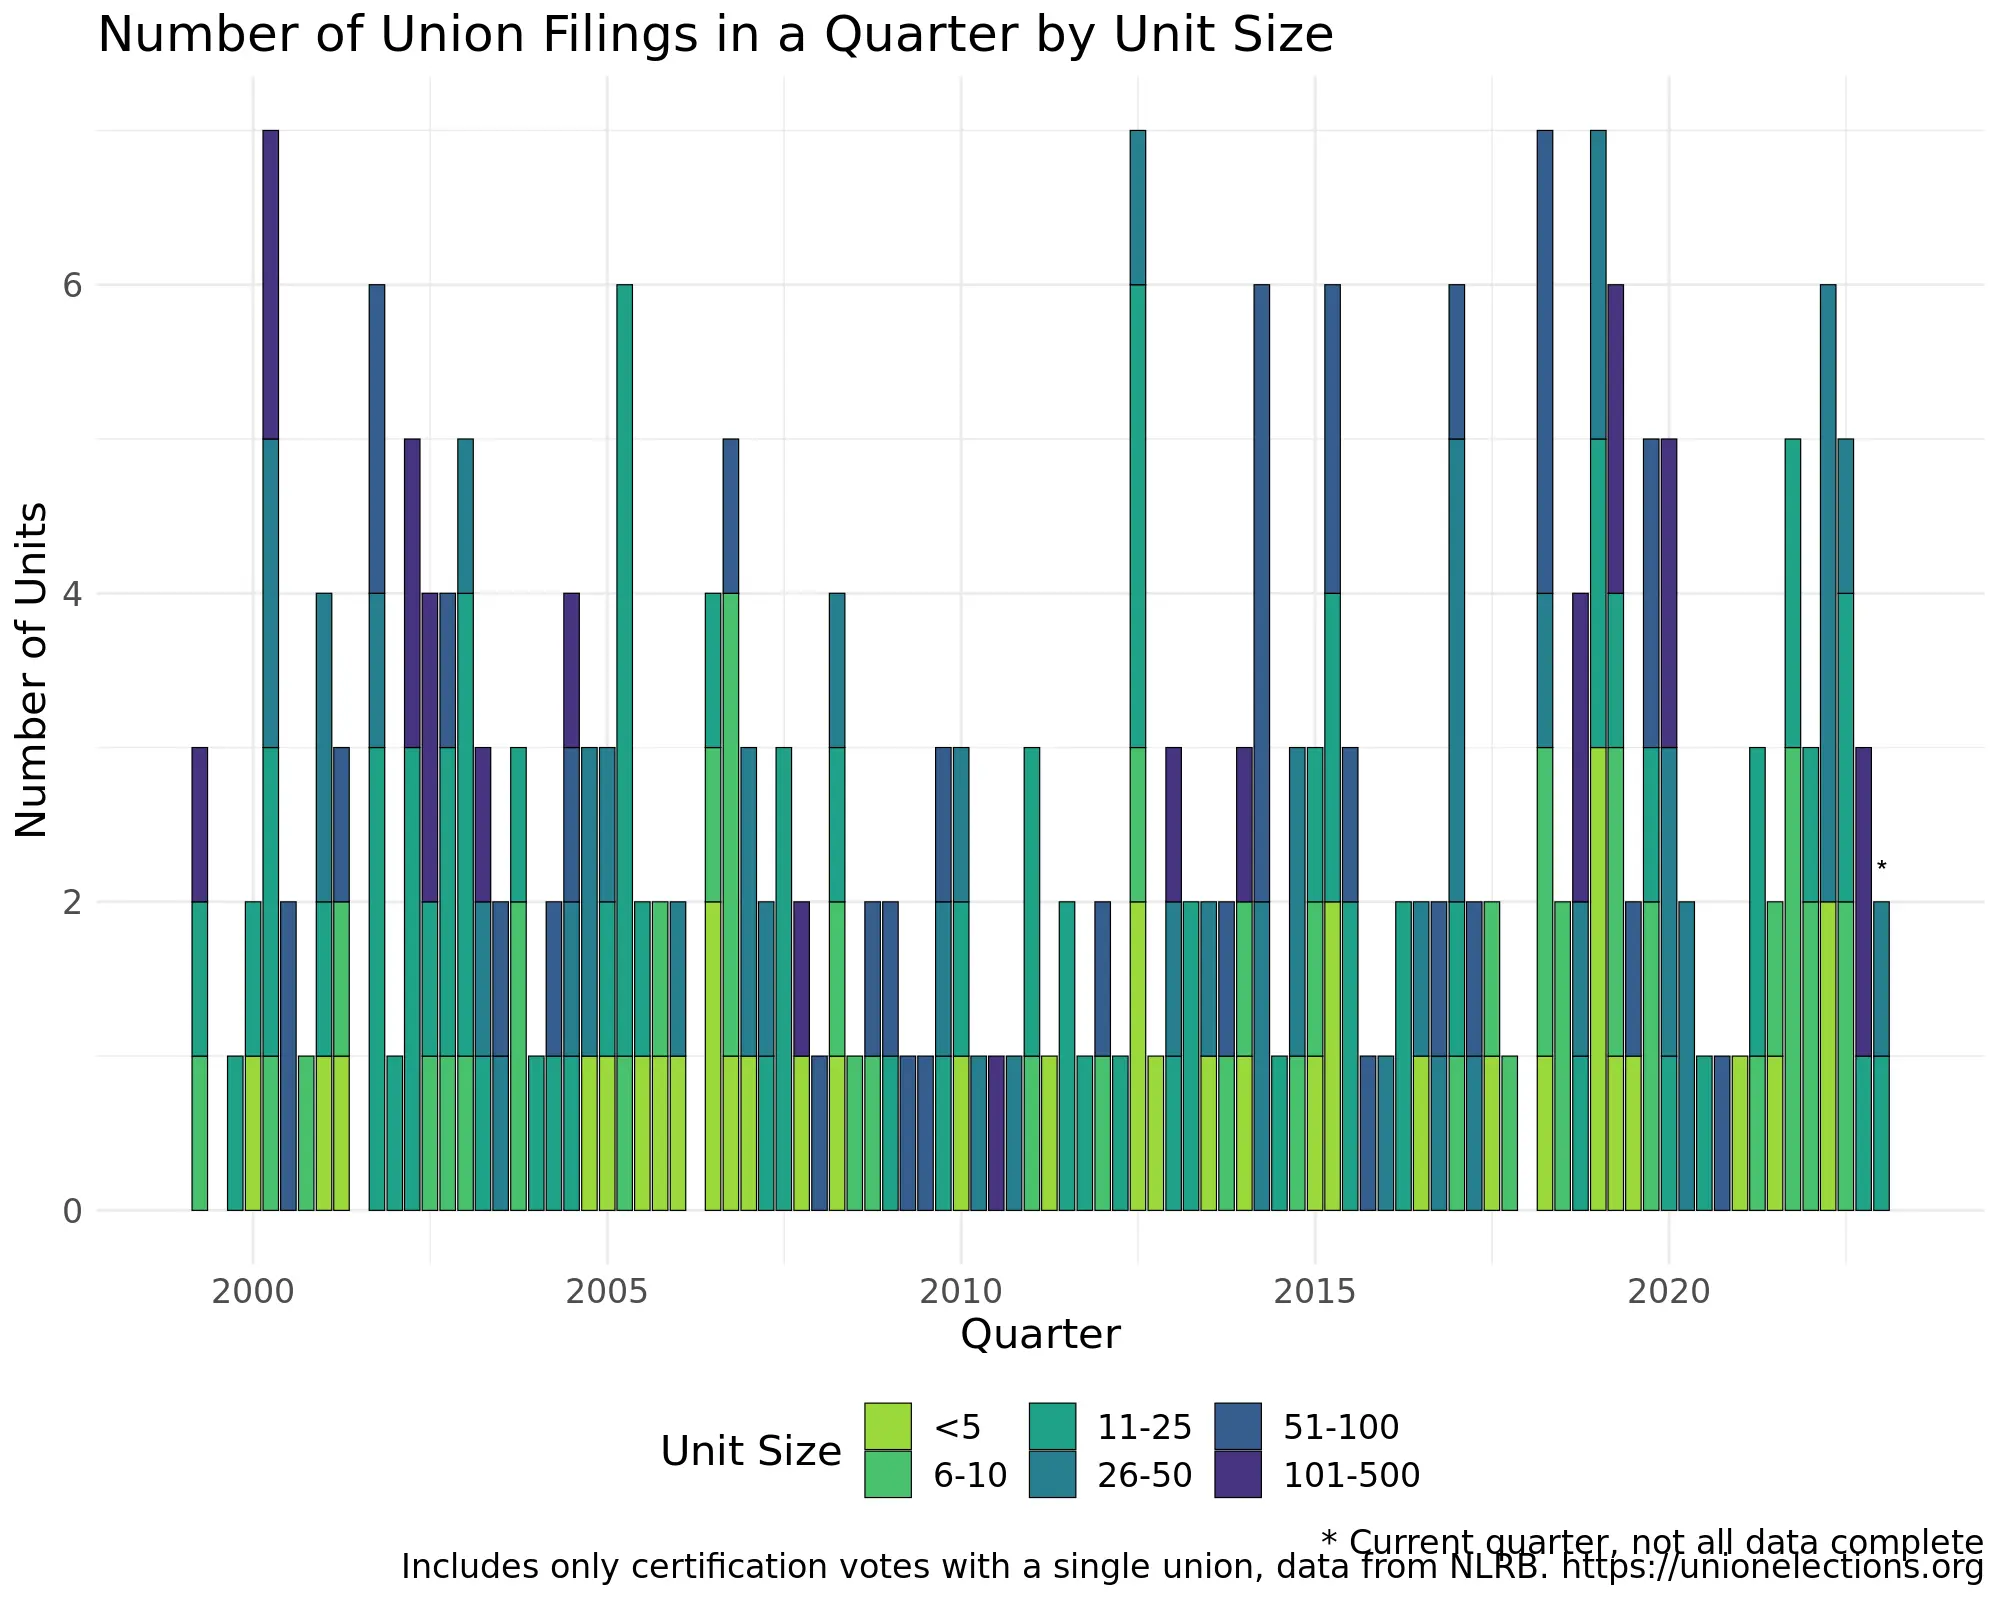 Number of Union Filings in a Quarter by Unit Size
Number of Units
6
4
2
0
*
2000 2005 2010 2015 2020
Quarter
Unit Size
<5 11-25 51-100
6-10 26-50 101-500
* Current quarter, not all data complete
Includes only certification votes with a single union, data from NLRB. https://unionelections.org